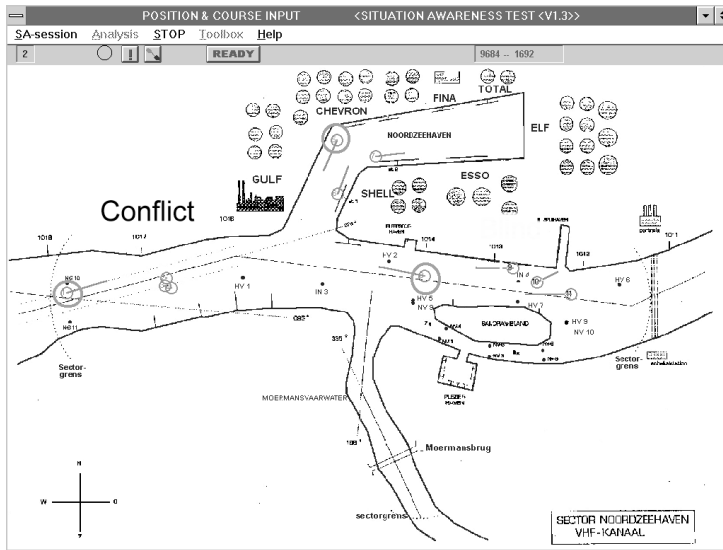 POSITION & COURSE INPUT <SITUATION AWARENESS TEST <V1.3>>
SA-session Analysis STOP Toolbox Help
2 ! READY 9684 -- 1692
TOTAL
FINA
CHEVRON
NOORDZEEHAVEN
ELF
GULF
ESSO
SHELL
Conflict
1018
1017
1016
1014
1013
1012
1011
HV 2
HV 6
HV 1
IN 3
HV 5
NV 8
HV 7
HV 9
NV 10
ZANDRAWEILAND
Sector-
grens
Sector-
grens
MOERMANSVAARWATER
Moermansbrug
sectorgrens
N
W O
Z
SECTOR NOORDZEEHAVEN
VHF-KANAAL